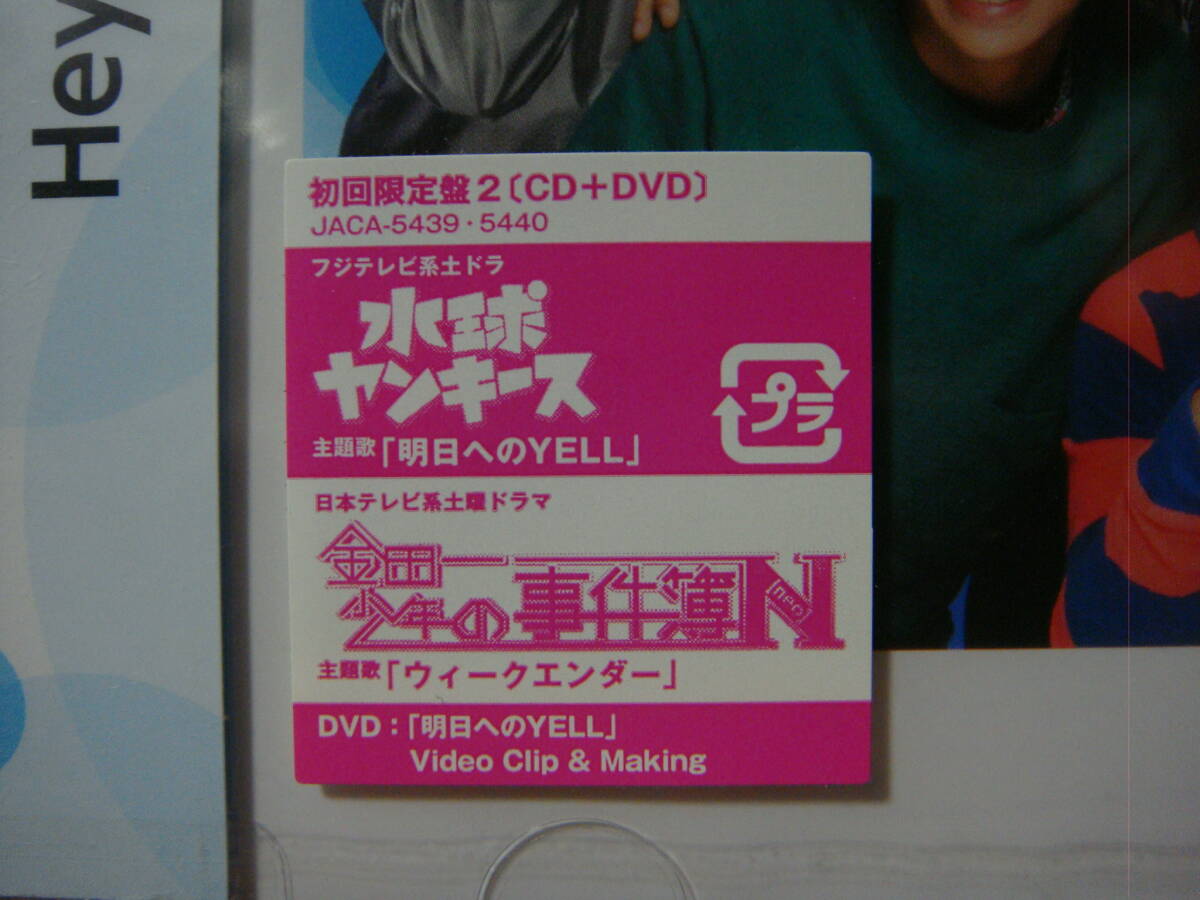 Hey
初回限定盤2〔CD+DVD〕
JACA-5439・5440
フジテレビ系土ドラ
水球
ヤンキース
プラ
主題歌「明日へのYELL」
日本テレビ系土曜ドラマ
金田一
少年の事件簿N
neo
主題歌「ウィークエンダー」
DVD:「明日へのYELL」
Video Clip & Making